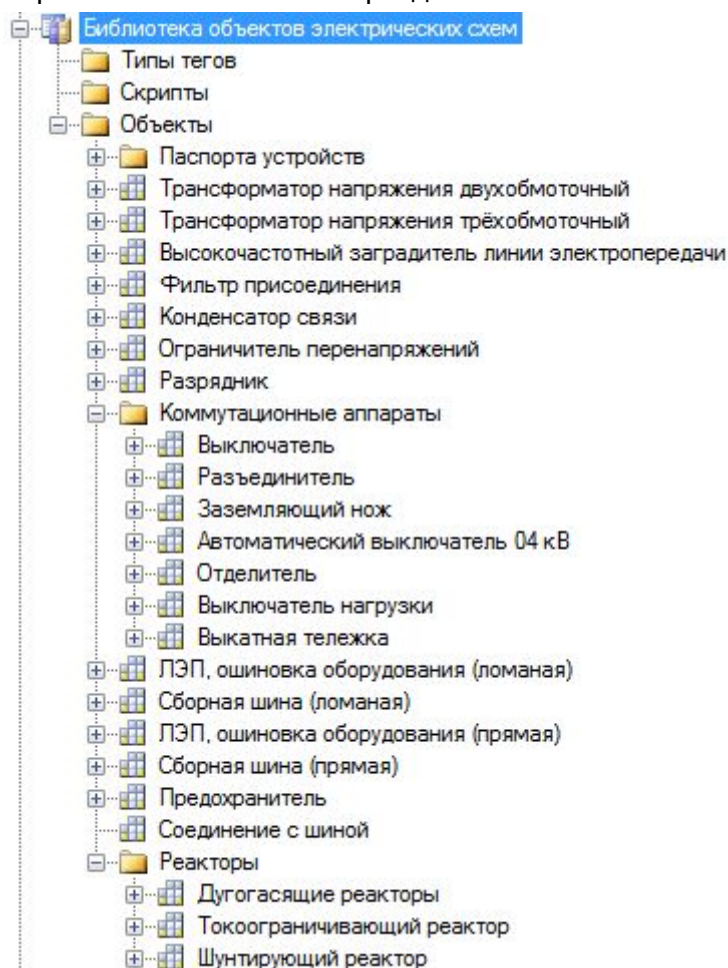 Библиотека объектов электрических схем
Типы тегов
Скрипты
Объекты
Паспорта устройств
Трансформатор напряжения двухобмоточный
Трансформатор напряжения трёхобмоточный
Высокочастотный заградитель линии электропередачи
Фильтр присоединения
Конденсатор связи
Ограничитель перенапряжений
Разрядник
Коммутационные аппараты
Выключатель
Разъединитель
Заземляющий нож
Автоматический выключатель 04 кВ
Отделитель
Выключатель нагрузки
Выкатная тележка
ЛЭП, ошиновка оборудования (ломаная)
Сборная шина (ломаная)
ЛЭП, ошиновка оборудования (прямая)
Сборная шина (прямая)
Предохранитель
Соединение с шиной
Реакторы
Дугогасящие реакторы
Токоограничивающий реактор
Шунтирующий реактор